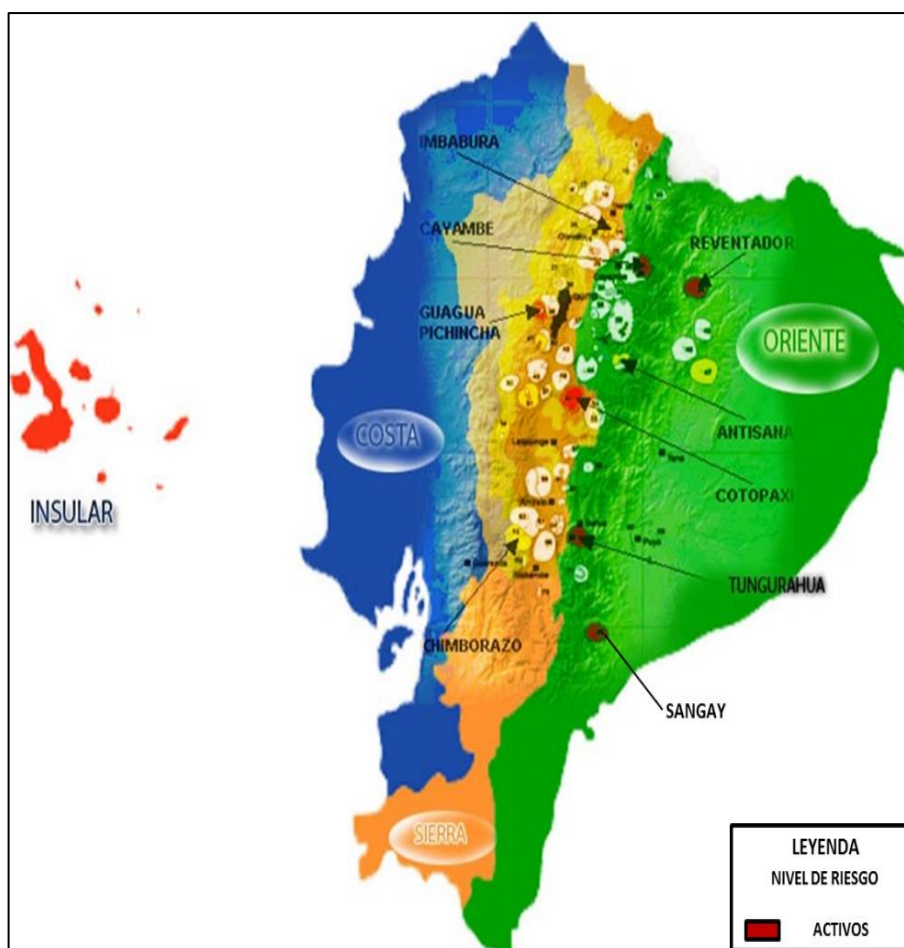 IMBABURA
CAYAMBE
REVENTADOR
GUAGUA
PICHINCHA
ORIENTE
COSTA
ANTISANA
COTOPAXI
INSULAR
TUNGURAHUA
CHIMBORAZO
SANGAY
SIERRA
LEYENDA
NIVEL DE RIESGO
ACTIVOS